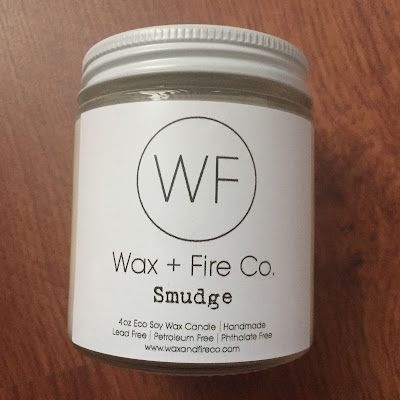 WF
Wax + Fire Co.
Smudge
4oz Eco Soy Wax Candle | Handmade
Lead Free | Petroleum Free | Phthalate Free
www.waxandfireco.com